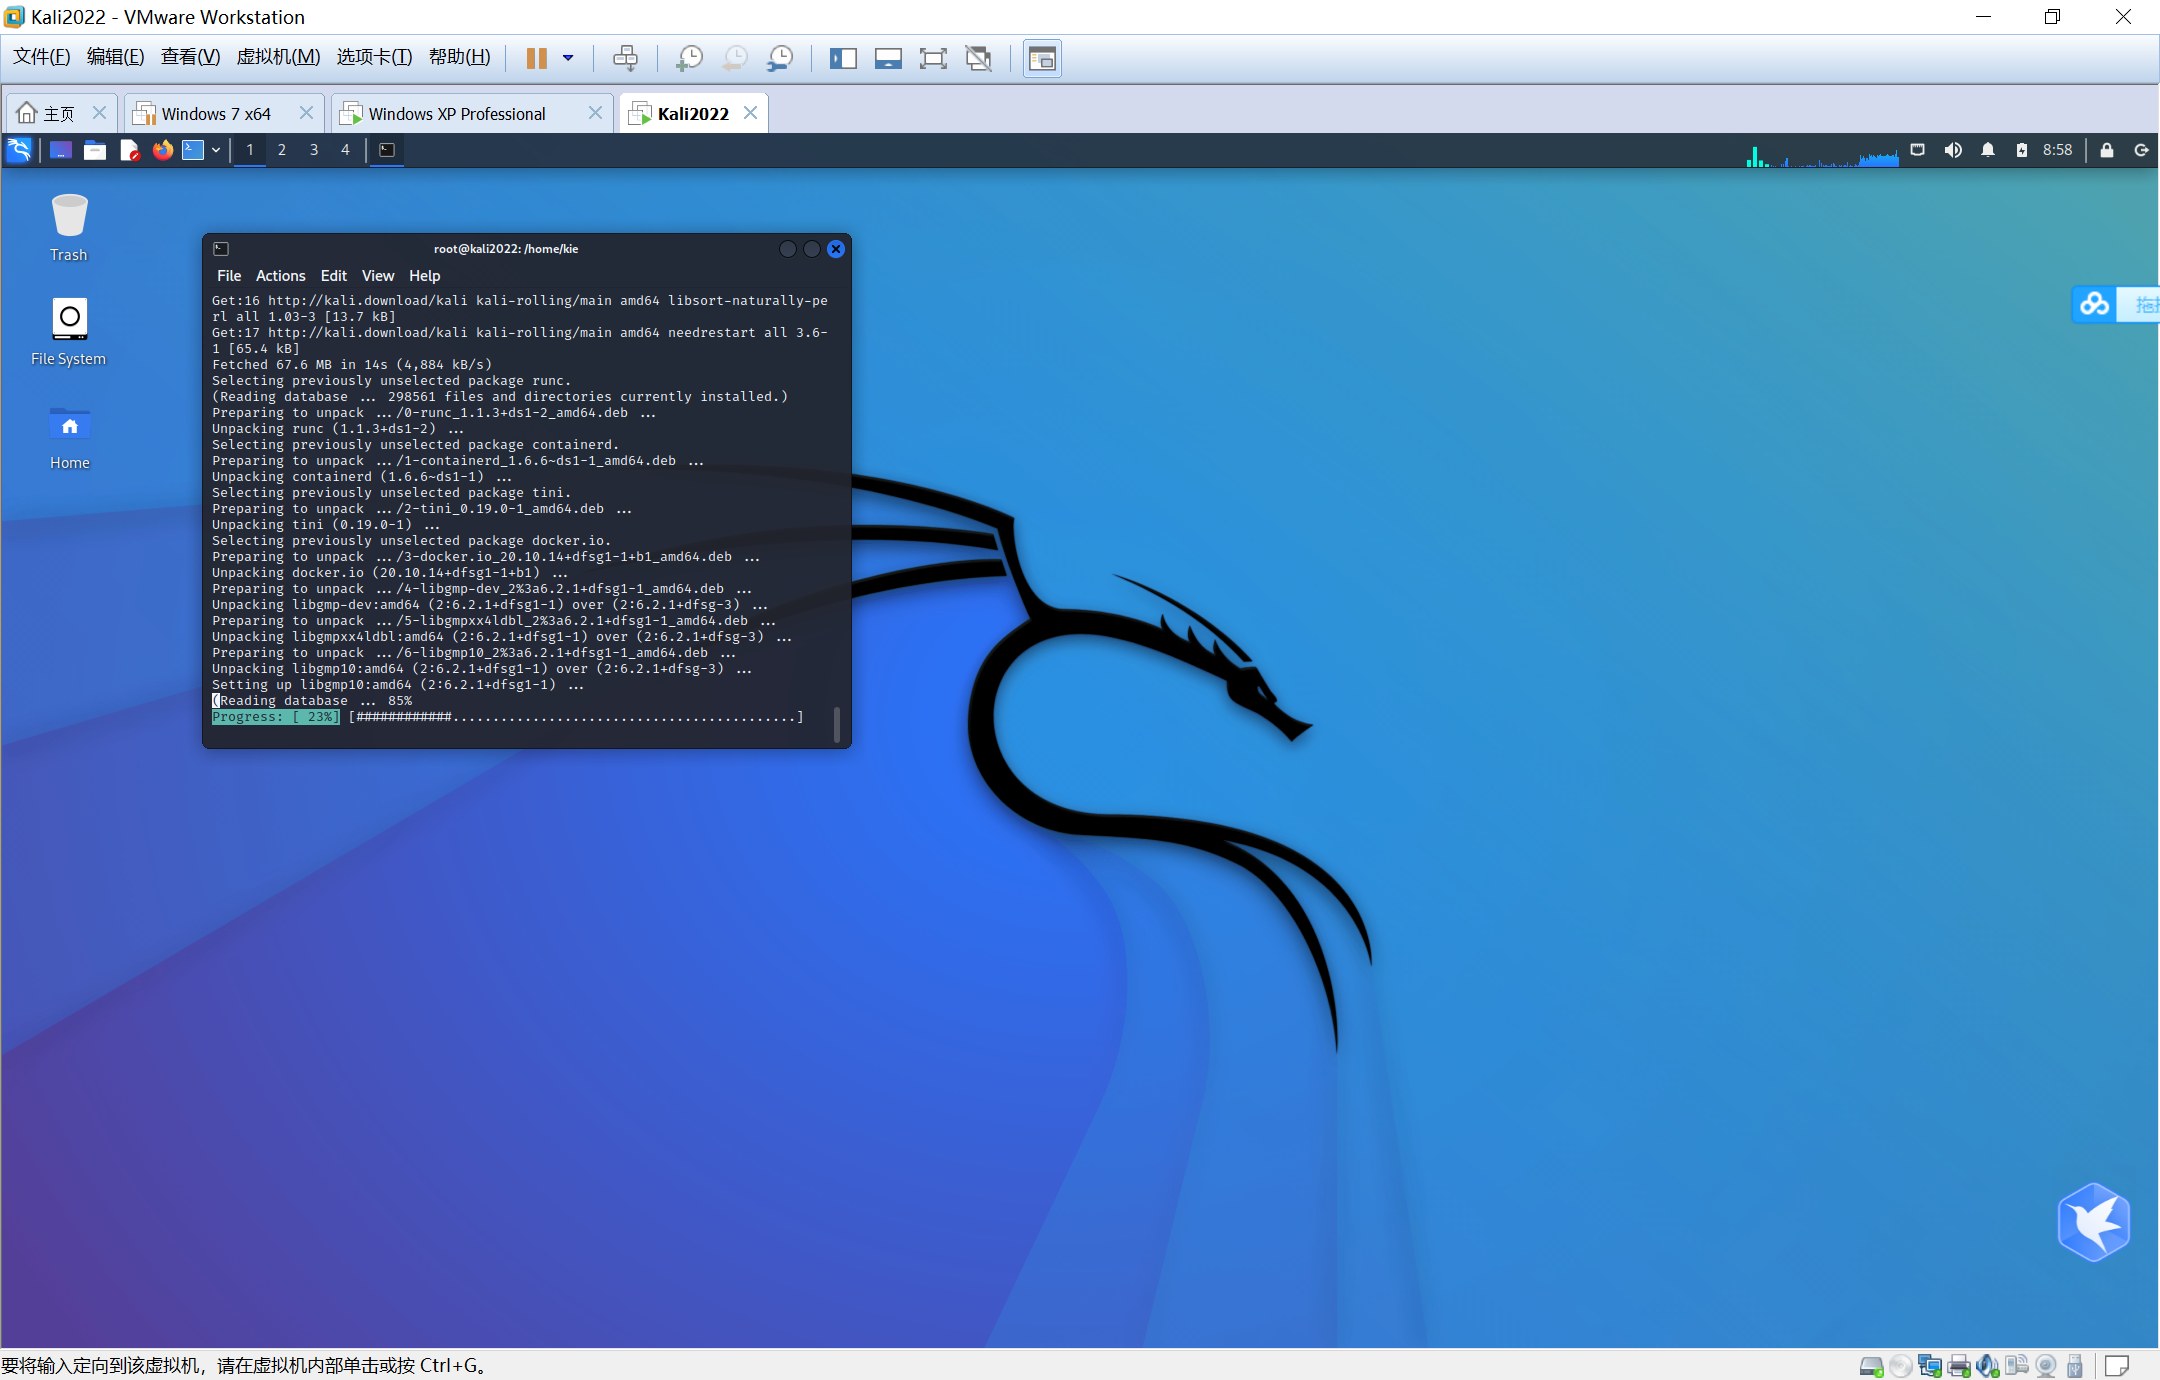 Kali2022 - VMware Workstation
文件(F) 编辑(E) 查看(V) 虚拟机(M) 选项卡(T) 帮助(H)
主页 Windows 7 x64 Windows XP Professional Kali2022
1 2 3 4 8:58
Trash
File System
Home
root@kali2022: /home/kie
File Actions Edit View Help
Get:16 http://kali.download/kali kali-rolling/main amd64 libsort-naturally-pe
rl all 1.03-3 [13.7 kB]
Get:17 http://kali.download/kali kali-rolling/main amd64 needrestart all 3.6-
1 [65.4 kB]
Fetched 67.6 MB in 14s (4,884 kB/s)
Selecting previously unselected package runc.
(Reading database ... 298561 files and directories currently installed.)
Preparing to unpack .../0-runc_1.1.3+ds1-2_amd64.deb ...
Unpacking runc (1.1.3+ds1-2) ...
Selecting previously unselected package containerd.
Preparing to unpack .../1-containerd_1.6.6~ds1-1_amd64.deb ...
Unpacking containerd (1.6.6~ds1-1) ...
Selecting previously unselected package tini.
Preparing to unpack .../2-tini_0.19.0-1_amd64.deb ...
Unpacking tini (0.19.0-1) ...
Selecting previously unselected package docker.io.
Preparing to unpack .../3-docker.io_20.10.14+dfsg1-1+b1_amd64.deb ...
Unpacking docker.io (20.10.14+dfsg1-1+b1) ...
Preparing to unpack .../4-libgmp-dev_2%3a6.2.1+dfsg1-1_amd64.deb ...
Unpacking libgmp-dev:amd64 (2:6.2.1+dfsg1-1) over (2:6.2.1+dfsg-3) ...
Preparing to unpack .../5-libgmpxx4ldbl_2%3a6.2.1+dfsg1-1_amd64.deb ...
Unpacking libgmpxx4ldbl:amd64 (2:6.2.1+dfsg1-1) over (2:6.2.1+dfsg-3) ...
Preparing to unpack .../6-libgmp10_2%3a6.2.1+dfsg1-1_amd64.deb ...
Unpacking libgmp10:amd64 (2:6.2.1+dfsg1-1) over (2:6.2.1+dfsg-3) ...
Setting up libgmp10:amd64 (2:6.2.1+dfsg1-1) ...
(Reading database ... 85%
Progress: [ 23%] [############...........................................]
要将输入定向到该虚拟机，请在虚拟机内部单击或按 Ctrl+G。